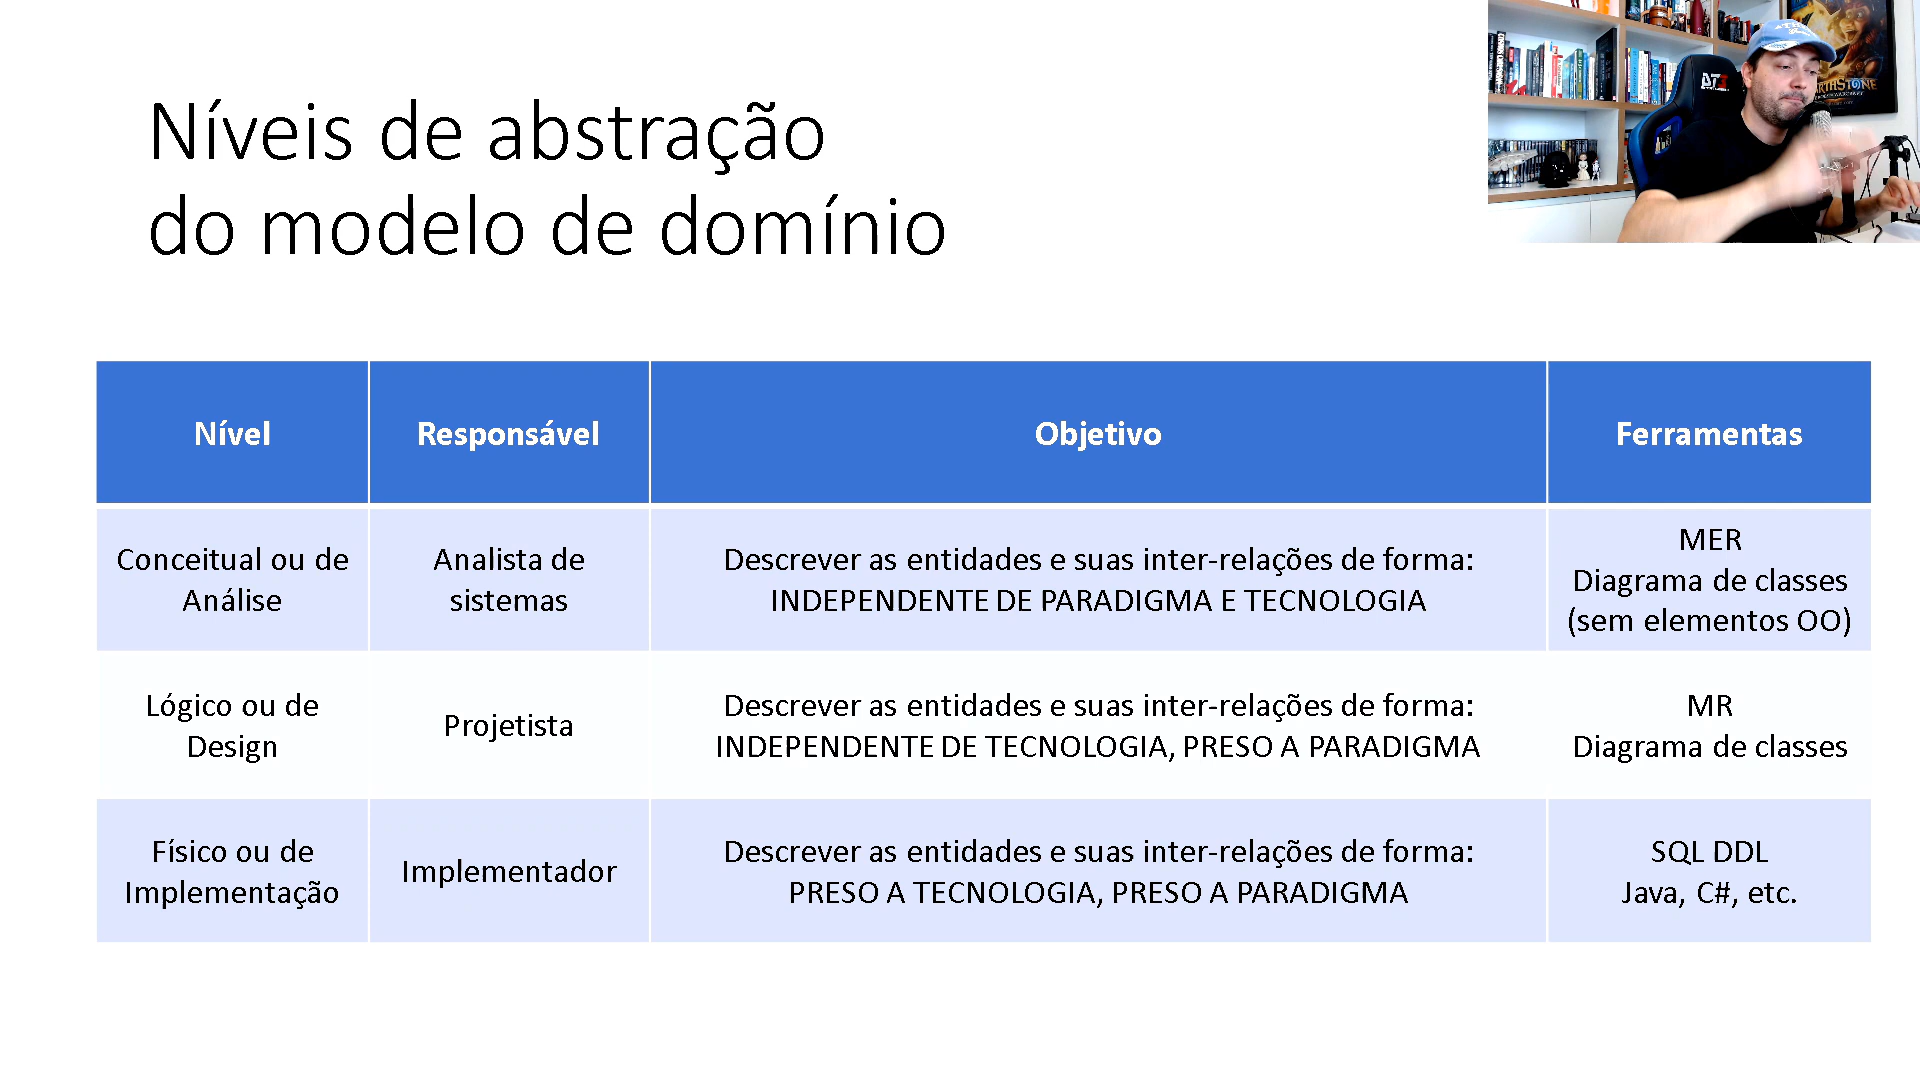 Níveis de abstração
do modelo de domínio
Nível
Responsável
Objetivo
Ferramentas
Conceitual ou de
Análise
Analista de
sistemas
Descrever as entidades e suas inter-relações de forma:
INDEPENDENTE DE PARADIGMA E TECNOLOGIA
MER
Diagrama de classes
(sem elementos OO)
Lógico ou de
Design
Projetista
Descrever as entidades e suas inter-relações de forma:
INDEPENDENTE DE TECNOLOGIA, PRESO A PARADIGMA
MR
Diagrama de classes
Físico ou de
Implementação
Implementador
Descrever as entidades e suas inter-relações de forma:
PRESO A TECNOLOGIA, PRESO A PARADIGMA
SQL DDL
Java, C#, etc.